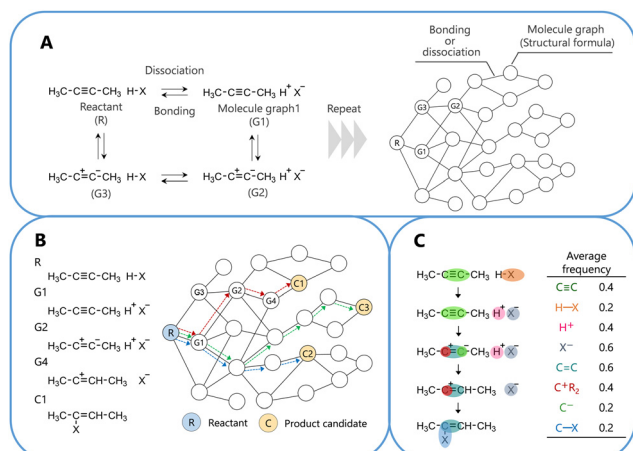 A
Dissociation
H₃C-C≡C-CH₃ H-X
Reactant
(R)
Bonding
H₃C-C≡C-CH₃ H⁺ X⁻
Molecule graph1
(G1)
H₃C-C⁺=C⁻-CH₃ H-X
(G3)
H₃C-C⁺=C⁻-CH₃ H⁺ X⁻
(G2)
Repeat
Bonding
or
dissociation
Molecule graph
(Structural formula)
G3
G2
R
G1
B
R
H₃C-C≡C-CH₃ H-X
G1
H₃C-C≡C-CH₃ H⁺ X⁻
G2
H₃C-C⁺=C⁻-CH₃ H⁺ X⁻
G4
H₃C-C⁺=CH-CH₃ X⁻
C1
H₃C-C=CH-CH₃
X
G3
G2
G4
C1
C3
R
G1
C2
R Reactant
C Product candidate
C
H₃C-C≡C-CH₃ H-X
H₃C-C≡C-CH₃ H⁺ X⁻
H₃C-C⁺=C⁻-CH₃ H⁺ X⁻
H₃C-C⁺=CH-CH₃ X⁻
H₃C-C=CH-CH₃
X
Average
frequency
C≡C 0.4
H—X 0.2
H⁺ 0.4
X⁻ 0.6
C=C 0.6
C⁺R₂ 0.4
C⁻ 0.2
C—X 0.2